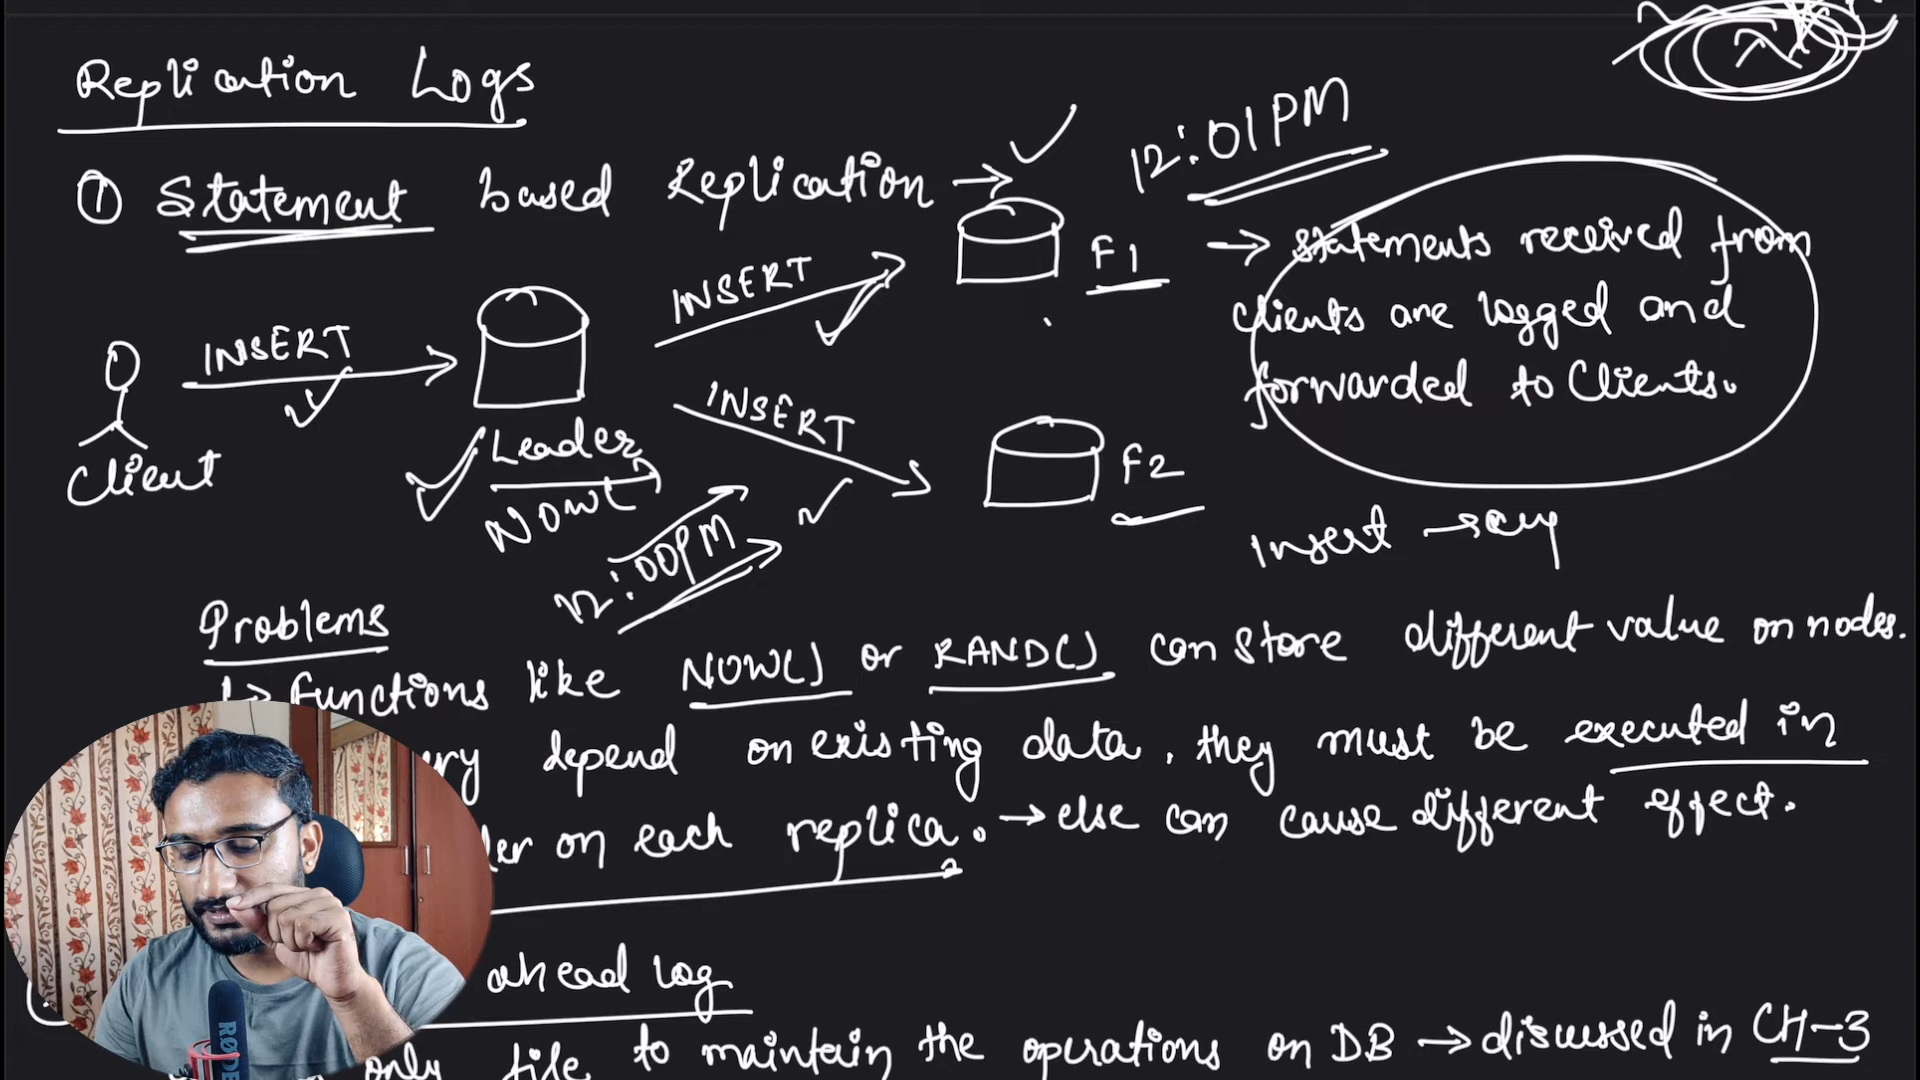 Replication Logs
① Statement based Replication →
12:01PM
F1
→ statements received from
clients are logged and
forwarded to Clients.
INSERT
INSERT
INSERT
Client
Leader
NOW()
12:00PM
F2
Insert →
Problems
↳ Functions like NOW() or RAND() can store different value on nodes.
depend on existing data, they must be executed in
on each replica. → else can cause different effect.
ahead log
only file to maintain the operations on DB → discussed in CH-3
RØDE